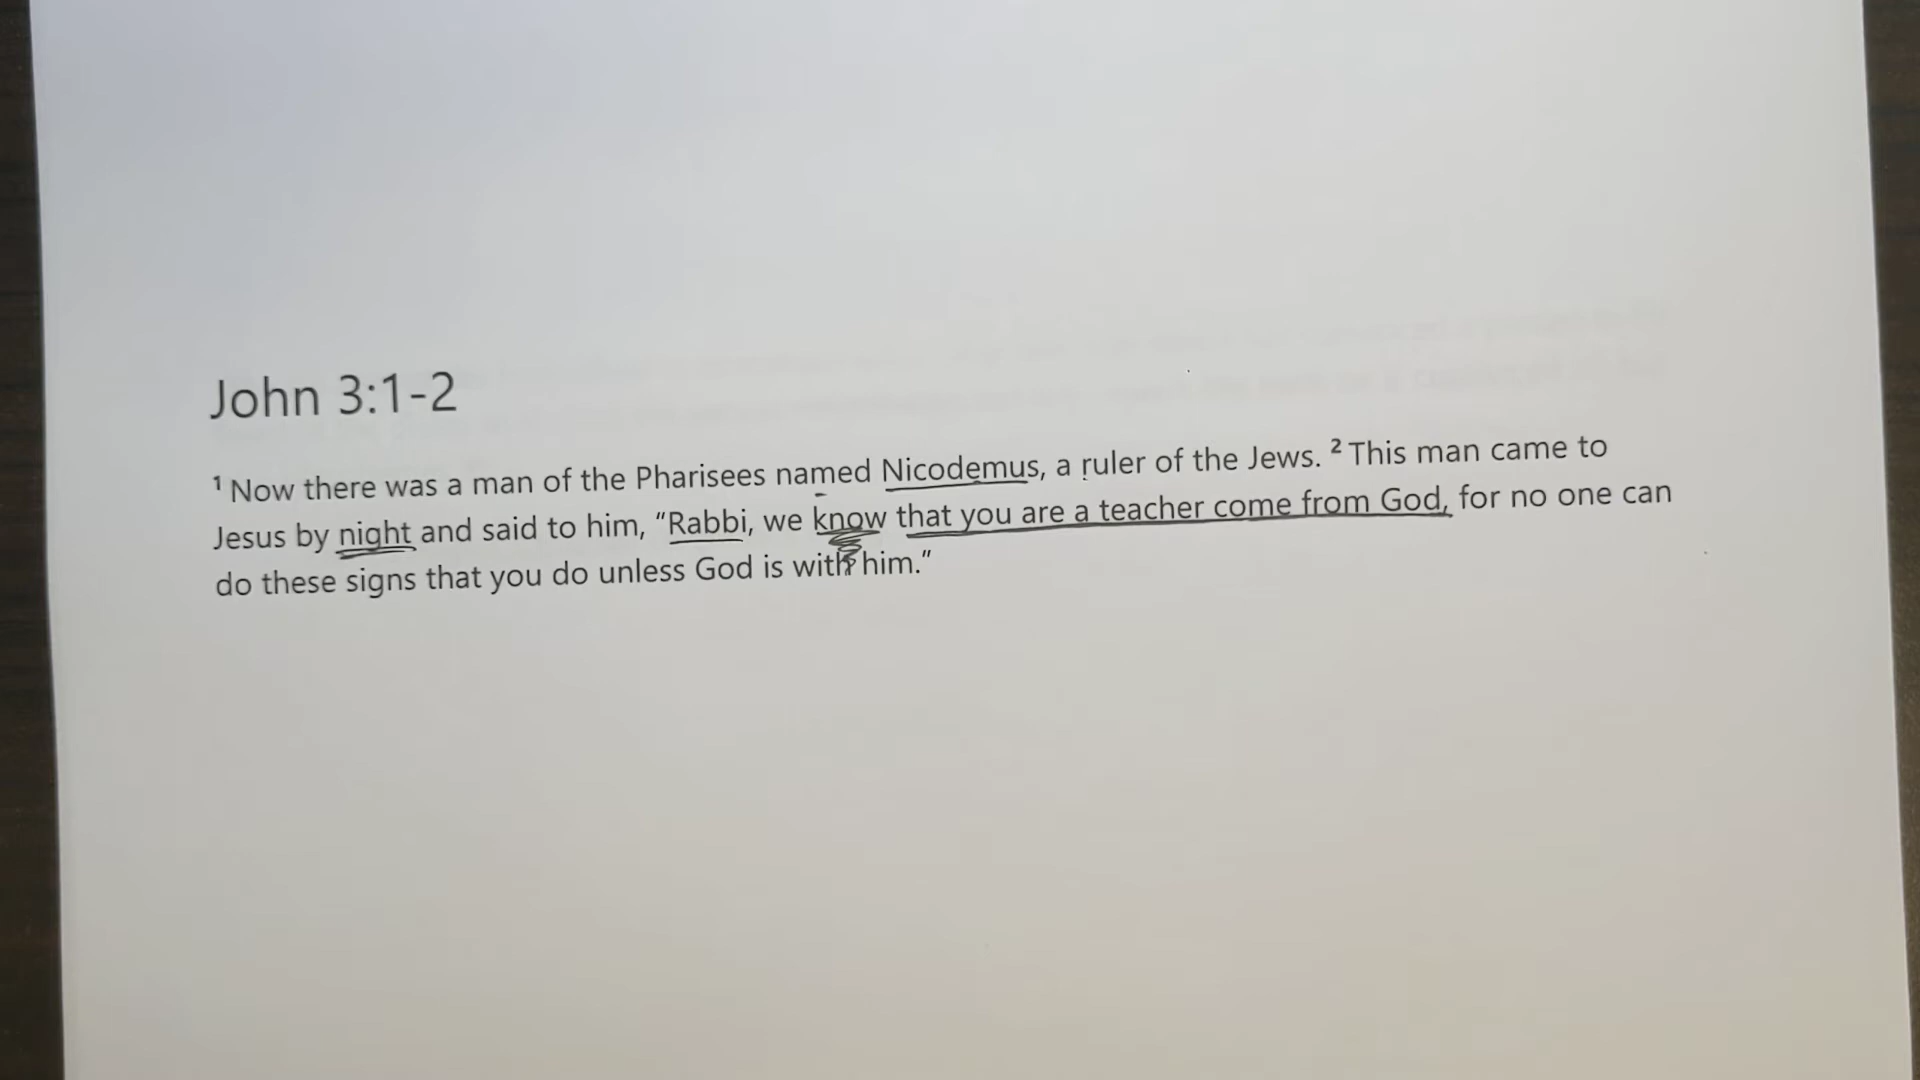 John 3:1-2
¹ Now there was a man of the Pharisees named Nicodemus, a ruler of the Jews. ² This man came to
Jesus by night and said to him, “Rabbi, we know that you are a teacher come from God, for no one can
do these signs that you do unless God is with him.”